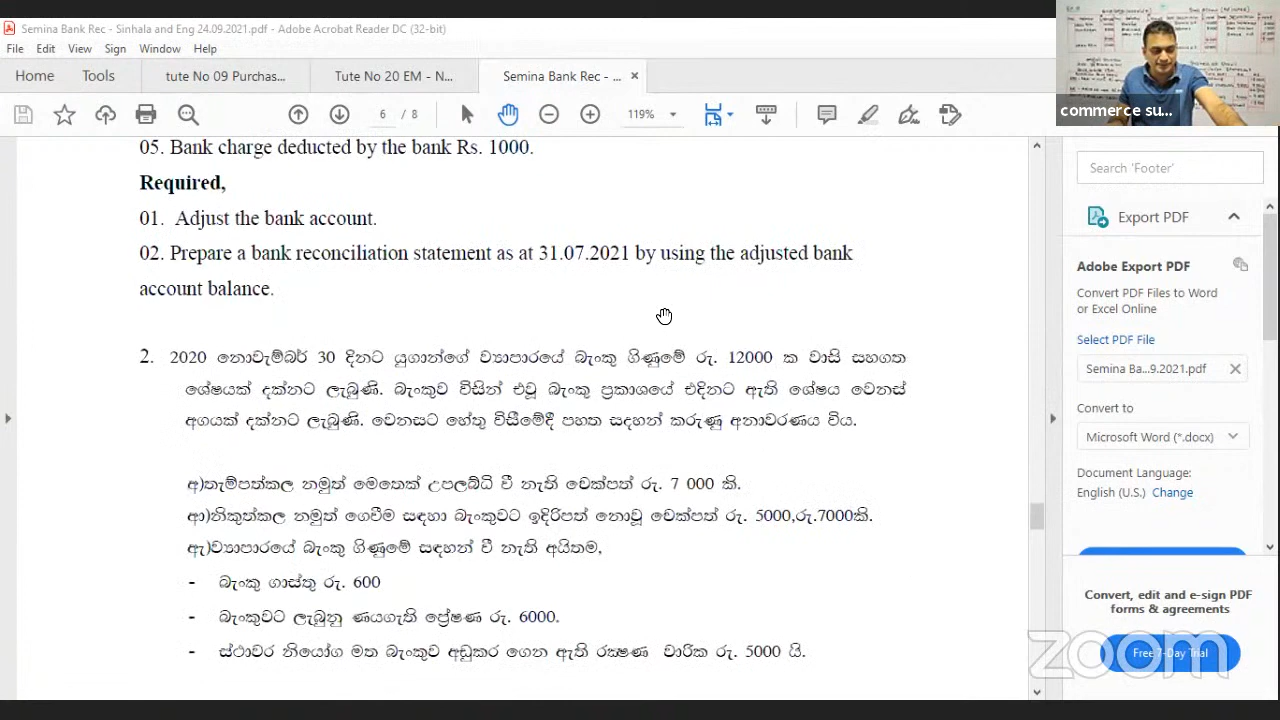 Semina Bank Rec - Sinhala and Eng 24.09.2021.pdf - Adobe Acrobat Reader DC (32-bit)
File Edit View Sign Window Help
Home Tools tute No 09 Purchas... Tute No 28 EM - N... Semina Bank Rec - ... ×
6 / 8 119%
commerce su...
05. Bank charge deducted by the bank Rs. 1000.
Required,
01. Adjust the bank account.
02. Prepare a bank reconciliation statement as at 31.07.2021 by using the adjusted bank
account balance.
2. 2020 නොවැම්බර් 30 දිනට යුගාන්ගේ ව්‍යාපාරයේ බැංකු ගිණුමේ රු. 12000 ක වාසි සහගත
ශේෂයක් දක්නට ලැබුණි. බැංකුව විසින් එවූ බැංකු ප්‍රකාශයේ එදිනට ඇති ශේෂය වෙනස්
අගයක් දක්නට ලැබුණි. වෙනසට හේතු විසීමේදී පහත සඳහන් කරුණු අනාවරණය විය.
අ)තැම්පත්කල නමුත් මෙතෙක් උපලබ්ධි වී නැති චෙක්පත් රු. 7 000 කි.
ආ)නිකුත්කල නමුත් ගෙවීම සඳහා බැංකුවට ඉදිරිපත් නොවූ චෙක්පත් රු. 5000,රු.7000කි.
ඇ)ව්‍යාපාරයේ බැංකු ගිණුමේ සඳහන් වී නැති අයිතම,
- බැංකු ගාස්තු රු. 600
- බැංකුවට ලැබුනු ණයගැති ප්‍රේෂණ රු. 6000.
- ස්ථාවර නියෝග මත බැංකුව අඩුකර ගෙන ඇති රක්‍ෂණ වාරික රු. 5000 යි.
Search 'Footer'
Export PDF
Adobe Export PDF
Convert PDF Files to Word
or Excel Online
Select PDF File
Semina Ba...9.2021.pdf
Convert to
Microsoft Word (*.docx)
Document Language:
English (U.S.) Change
Convert, edit and e-sign PDF
forms & agreements
Free 7-Day Trial
zoom